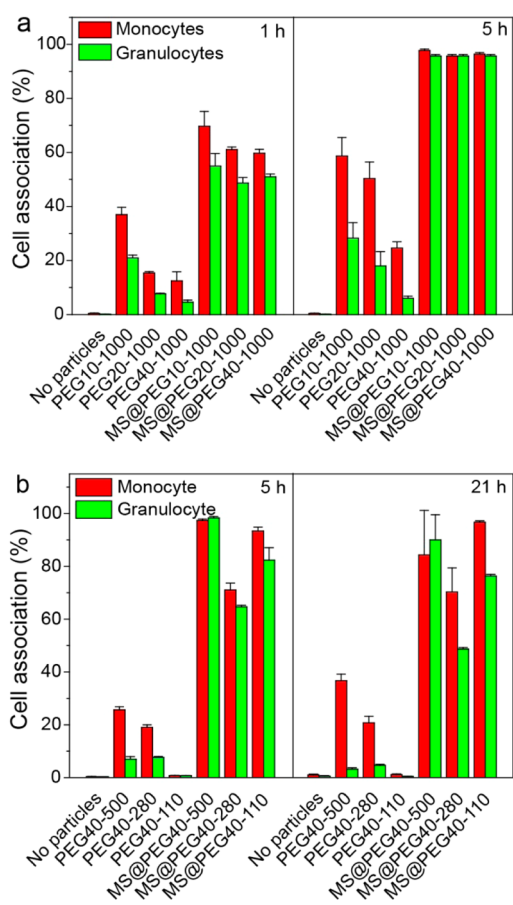 a
Monocytes
Granulocytes
1 h
5 h
Cell association (%)
100
80
60
40
20
0
No particles
PEG10-1000
PEG20-1000
PEG40-1000
MS@PEG10-1000
MS@PEG20-1000
MS@PEG40-1000
No particles
PEG10-1000
PEG20-1000
PEG40-1000
MS@PEG10-1000
MS@PEG20-1000
MS@PEG40-1000
b
Monocyte
Granulocyte
5 h
21 h
Cell association (%)
100
80
60
40
20
0
No particles
PEG40-500
PEG40-280
PEG40-110
MS@PEG40-500
MS@PEG40-280
MS@PEG40-110
No particles
PEG40-500
PEG40-280
PEG40-110
MS@PEG40-500
MS@PEG40-280
MS@PEG40-110